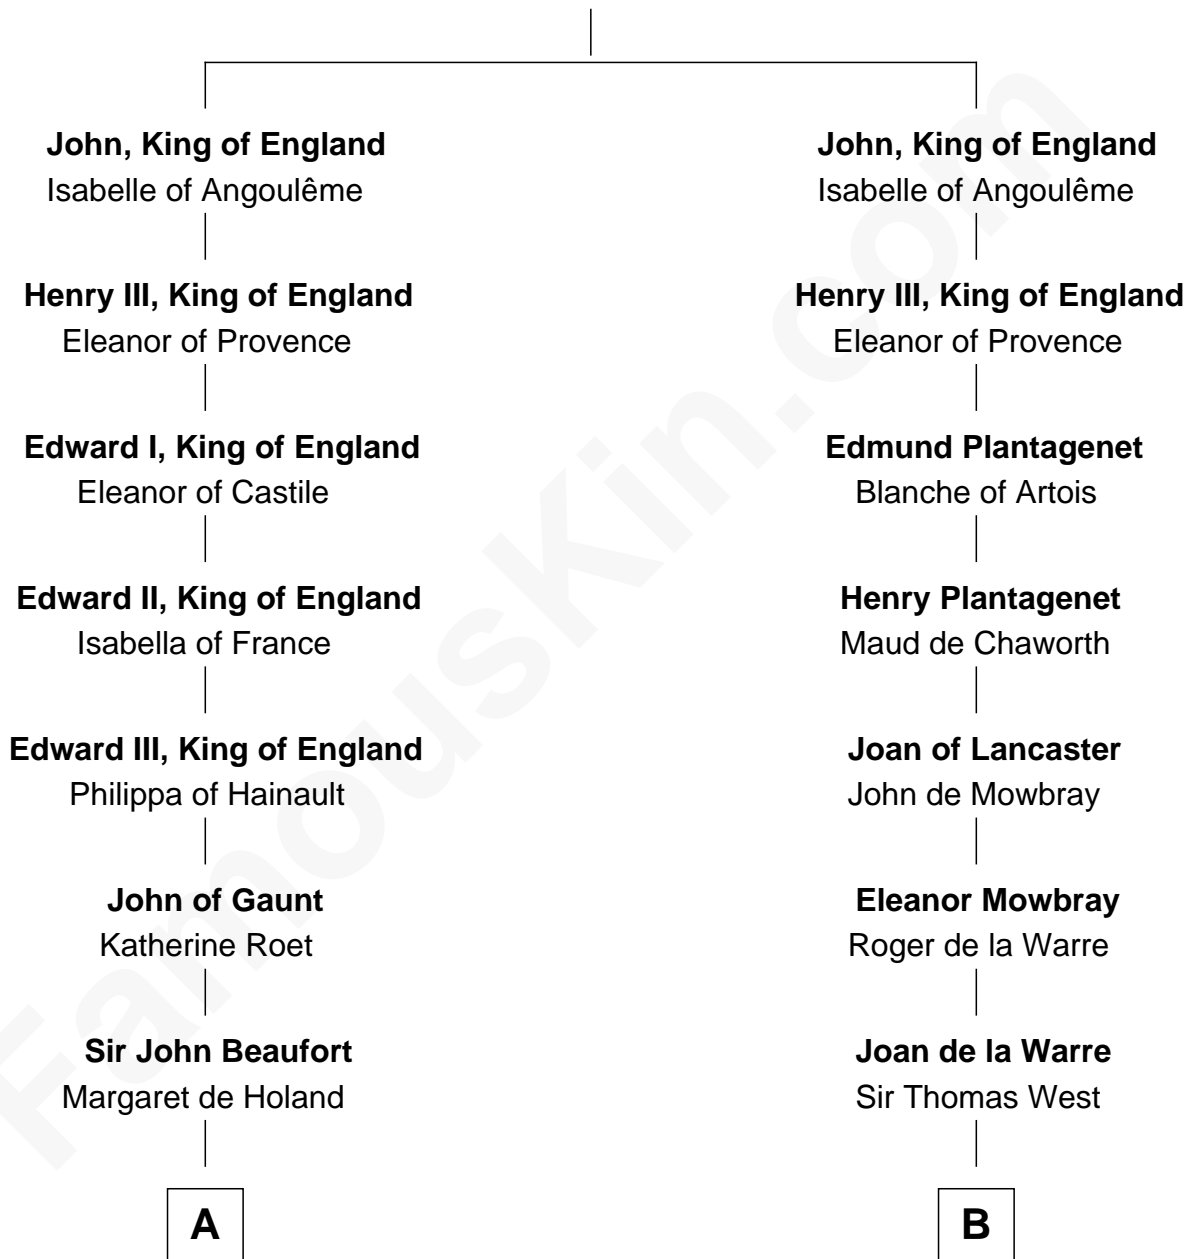 John, King of England
Isabelle of Angoulême
Henry III, King of England
Eleanor of Provence
Edward I, King of England
Eleanor of Castile
Edward II, King of England
Isabella of France
Edward III, King of England
Philippa of Hainault
John of Gaunt
Katherine Roet
Sir John Beaufort
Margaret de Holand
A
John, King of England
Isabelle of Angoulême
Henry III, King of England
Eleanor of Provence
Edmund Plantagenet
Blanche of Artois
Henry Plantagenet
Maud de Chaworth
Joan of Lancaster
John de Mowbray
Eleanor Mowbray
Roger de la Warre
Joan de la Warre
Sir Thomas West
B
FamousKin.com